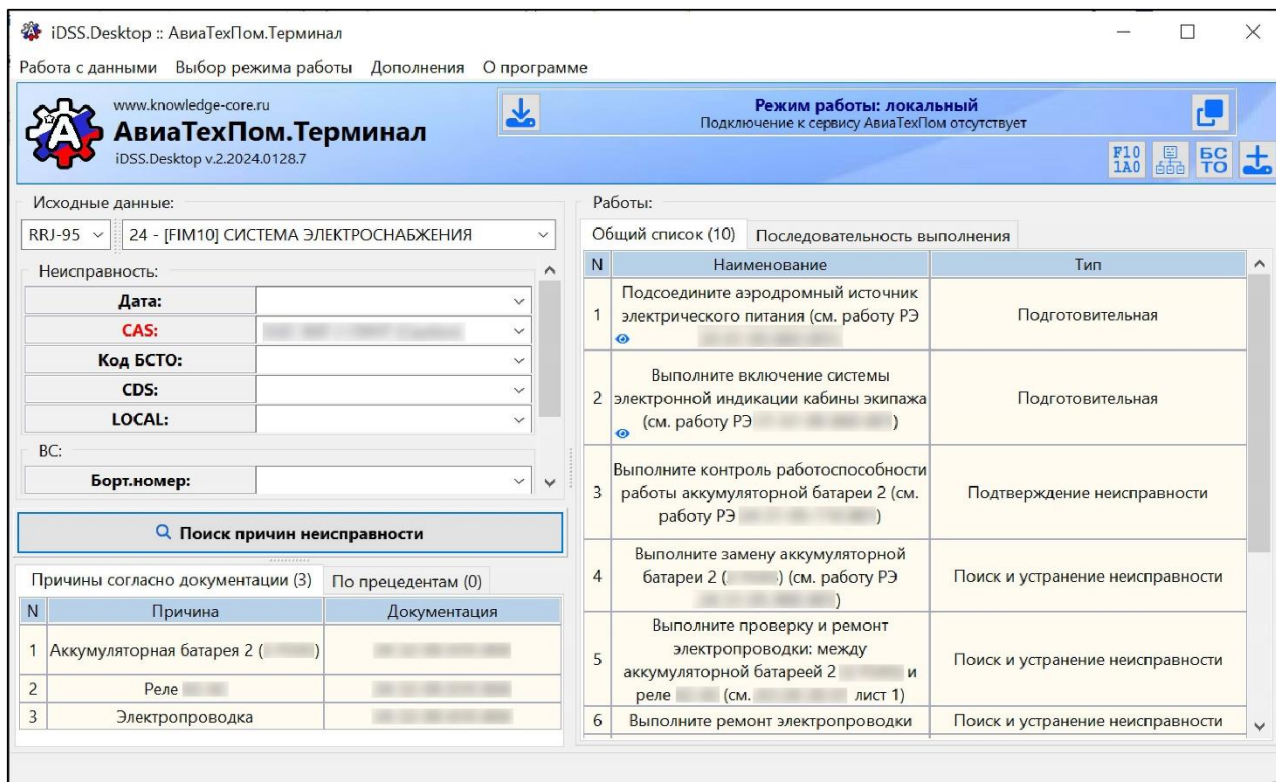 iDSS.Desktop :: АвиаТехПом.Терминал
Работа с данными Выбор режима работы Дополнения О программе
www.knowledge-core.ru
АвиаТехПом.Терминал
iDSS.Desktop v.2.2024.0128.7
Режим работы: локальный
Подключение к сервису АвиаТехПом отсутствует
F10
1A0
БС
ТО
Исходные данные:
RRJ-95
24 - [FIM10] СИСТЕМА ЭЛЕКТРОСНАБЖЕНИЯ
Неисправность:
Дата:
CAS:
Код БСТО:
CDS:
LOCAL:
ВС:
Борт.номер:
Поиск причин неисправности
Причины согласно документации (3) По прецедентам (0)
N Причина Документация
1 Аккумуляторная батарея 2 ( )
2 Реле
3 Электропроводка
Работы:
Общий список (10) Последовательность выполнения
N Наименование Тип
1 Подсоедините аэродромный источник
электрического питания (см. работу РЭ
Подготовительная
2 Выполните включение системы
электронной индикации кабины экипажа
(см. работу РЭ )
Подготовительная
3 Выполните контроль работоспособности
работы аккумуляторной батареи 2 (см.
работу РЭ )
Подтверждение неисправности
4 Выполните замену аккумуляторной
батареи 2 ( ) (см. работу РЭ
)
Поиск и устранение неисправности
5 Выполните проверку и ремонт
электропроводки: между
аккумуляторной батареей 2 и
реле (см. лист 1)
Поиск и устранение неисправности
6 Выполните ремонт электропроводки Поиск и устранение неисправности